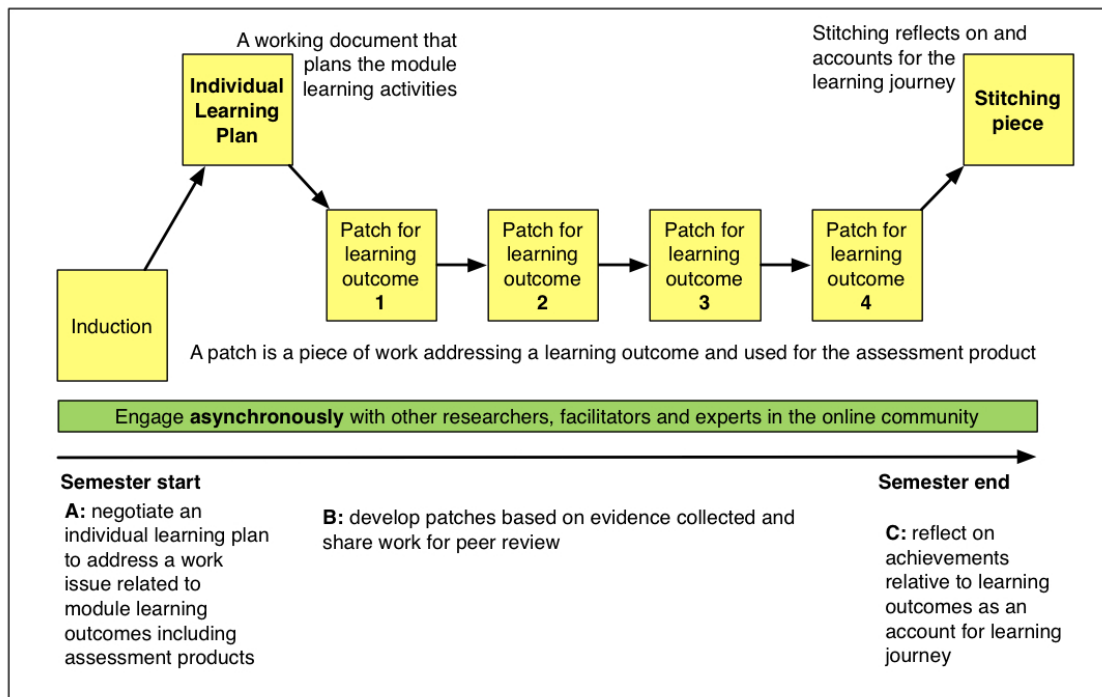 A working document that
plans the module
learning activities
Individual
Learning
Plan
Stitching reflects on and
accounts for the
learning journey
Stitching
piece
Induction
Patch for
learning
outcome
1
Patch for
learning
outcome
2
Patch for
learning
outcome
3
Patch for
learning
outcome
4
A patch is a piece of work addressing a learning outcome and used for the assessment product
Engage asynchronously with other researchers, facilitators and experts in the online community
Semester start
A: negotiate an
individual learning plan
to address a work
issue related to
module learning
outcomes including
assessment products
B: develop patches based on evidence collected and
share work for peer review
Semester end
C: reflect on
achievements
relative to learning
outcomes as an
account for learning
journey